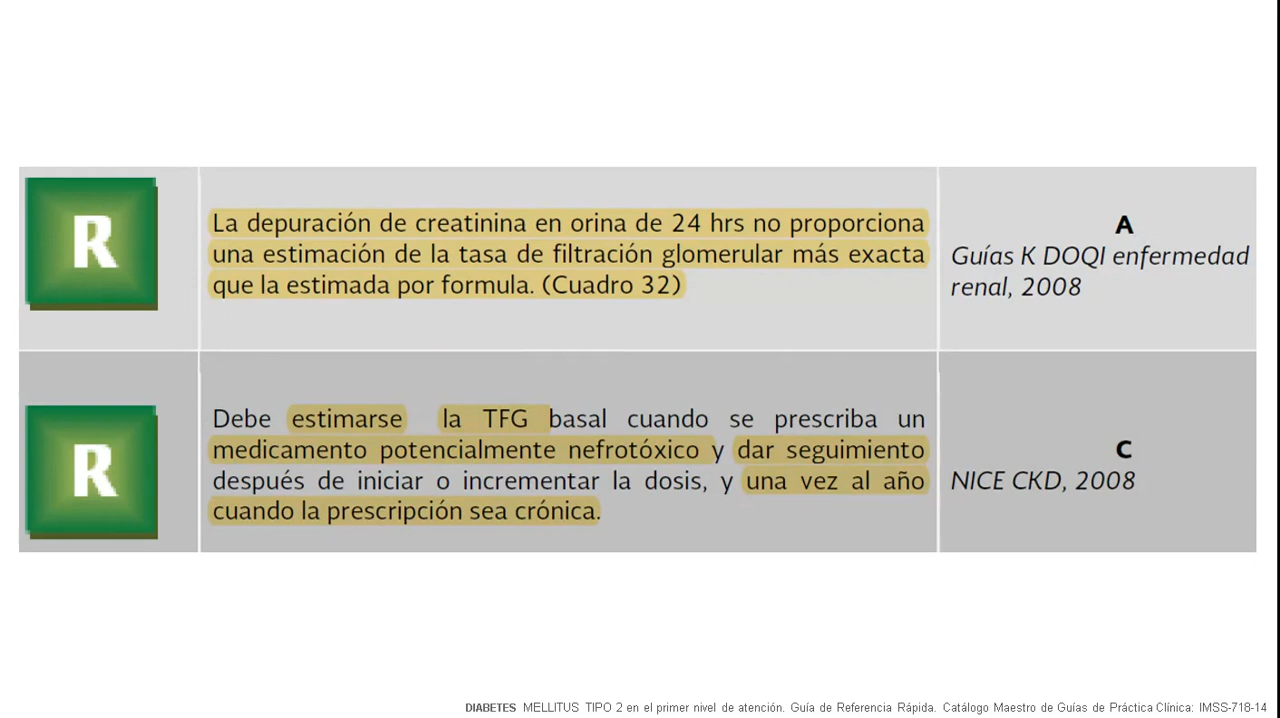 R
La depuración de creatinina en orina de 24 hrs no proporciona
una estimación de la tasa de filtración glomerular más exacta
que la estimada por formula. (Cuadro 32)
A
Guías K DOQI enfermedad
renal, 2008
R
Debe estimarse la TFG basal cuando se prescriba un
medicamento potencialmente nefrotóxico y dar seguimiento
después de iniciar o incrementar la dosis, y una vez al año
cuando la prescripción sea crónica.
C
NICE CKD, 2008
DIABETES MELLITUS TIPO 2 en el primer nivel de atención. Guía de Referencia Rápida. Catálogo Maestro de Guías de Práctica Clínica: IMSS-718-14